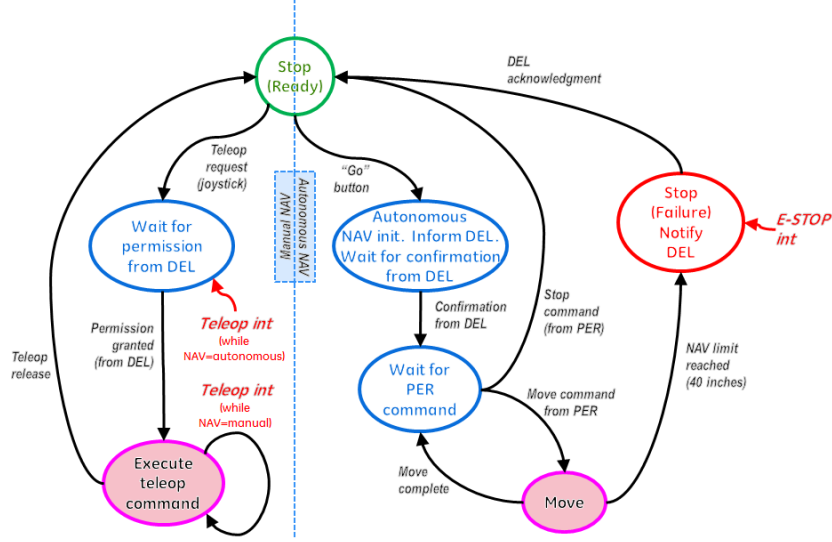 Stop
(Ready)
DEL
acknowledgment
Teleop
request
(joystick)
"Go"
button
Manual NAV
Autonomous NAV
Wait for
permission
from DEL
Autonomous
NAV init. Inform DEL.
Wait for confirmation
from DEL
Stop
(Failure)
Notify
DEL
E-STOP
int
Teleop int
(while
NAV=autonomous)
Permission
granted
(from DEL)
Confirmation
from DEL
Stop
command
(from PER)
Teleop
release
NAV limit
reached
(40 inches)
Teleop int
(while
NAV=manual)
Wait for
PER
command
Move command
from PER
Execute
teleop
command
Move
complete
Move